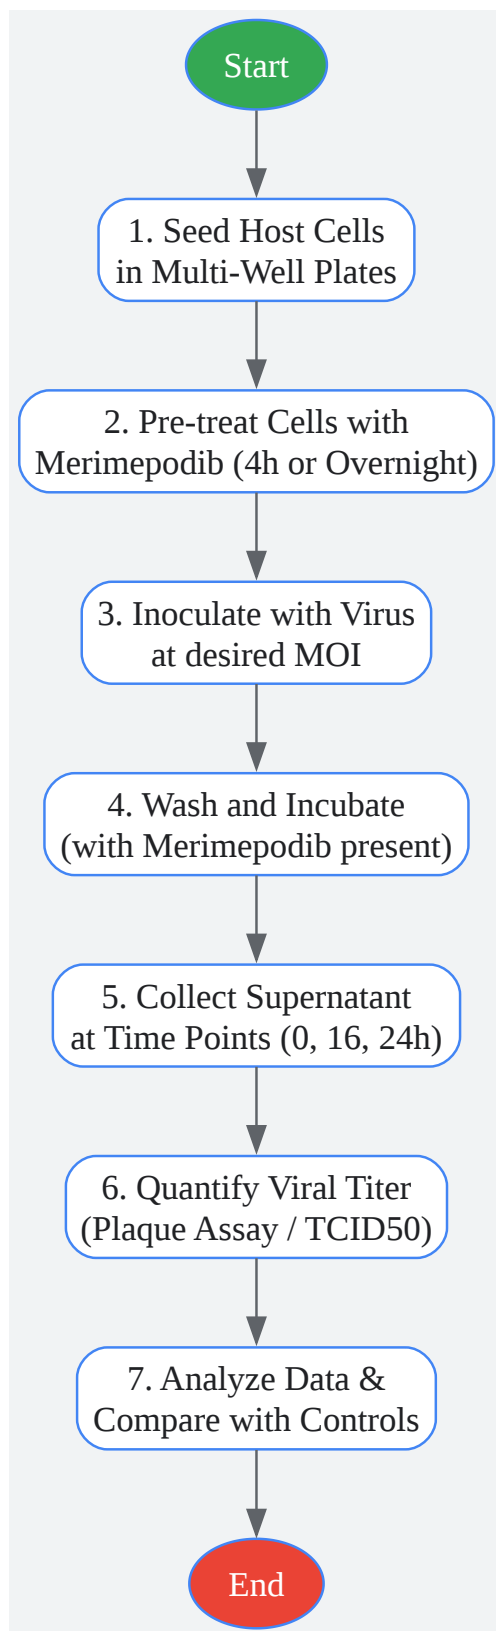 Start
1. Seed Host Cells
in Multi-Well Plates
2. Pre-treat Cells with
Merimepodib (4h or Overnight)
3. Inoculate with Virus
at desired MOI
4. Wash and Incubate
(with Merimepodib present)
5. Collect Supernatant
at Time Points (0, 16, 24h)
6. Quantify Viral Titer
(Plaque Assay / TCID50)
7. Analyze Data &
Compare with Controls
End